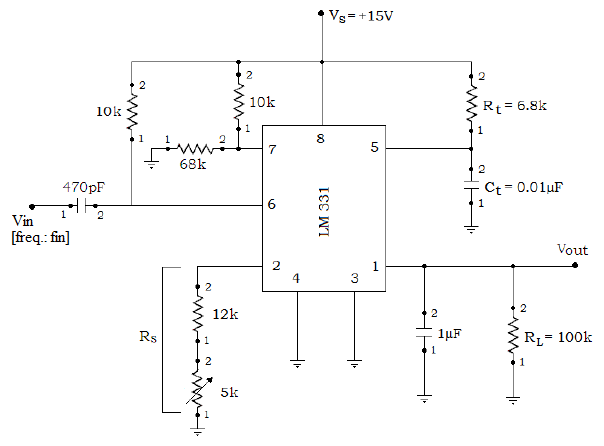 Vs = +15V
2
2
2
10k
10k
Rt = 6.8k
1
1
1
1
2
68k
7
8
5
2
Ct = 0.01µF
1
470pF
1
2
Vin
[freq.: fin]
6
LM 331
2
4
3
1
Vout
2
12k
1
Rs
2
5k
1
2
1µF
1
2
RL = 100k
1